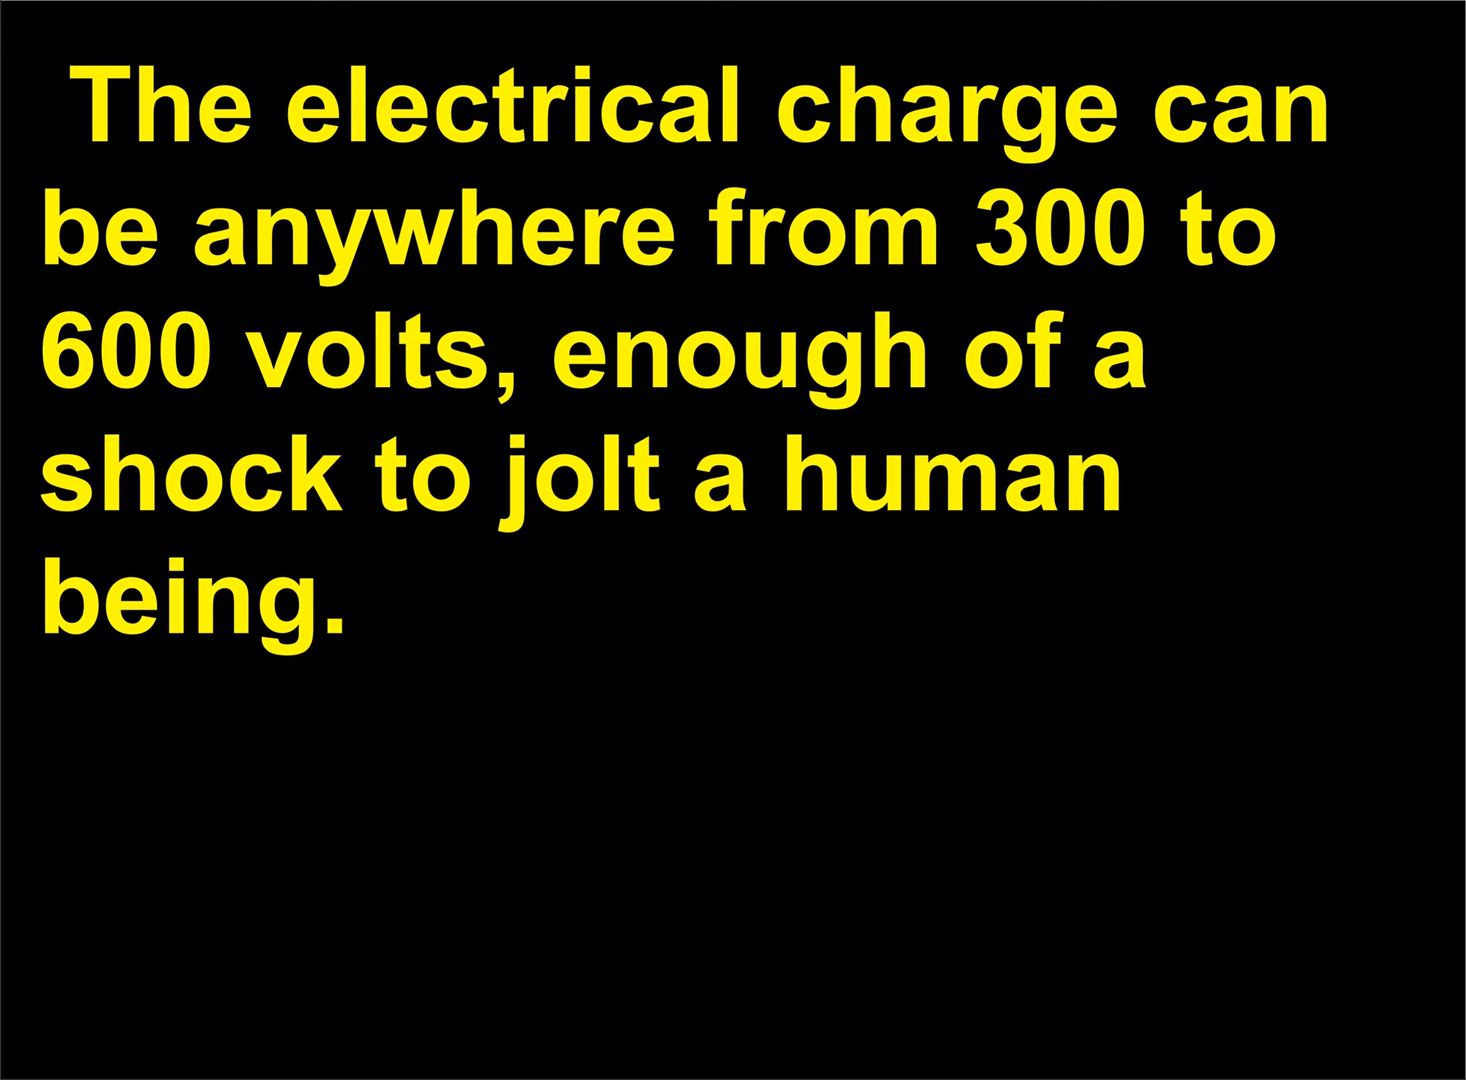 The electrical charge can
be anywhere from 300 to
600 volts, enough of a
shock to jolt a human
being.